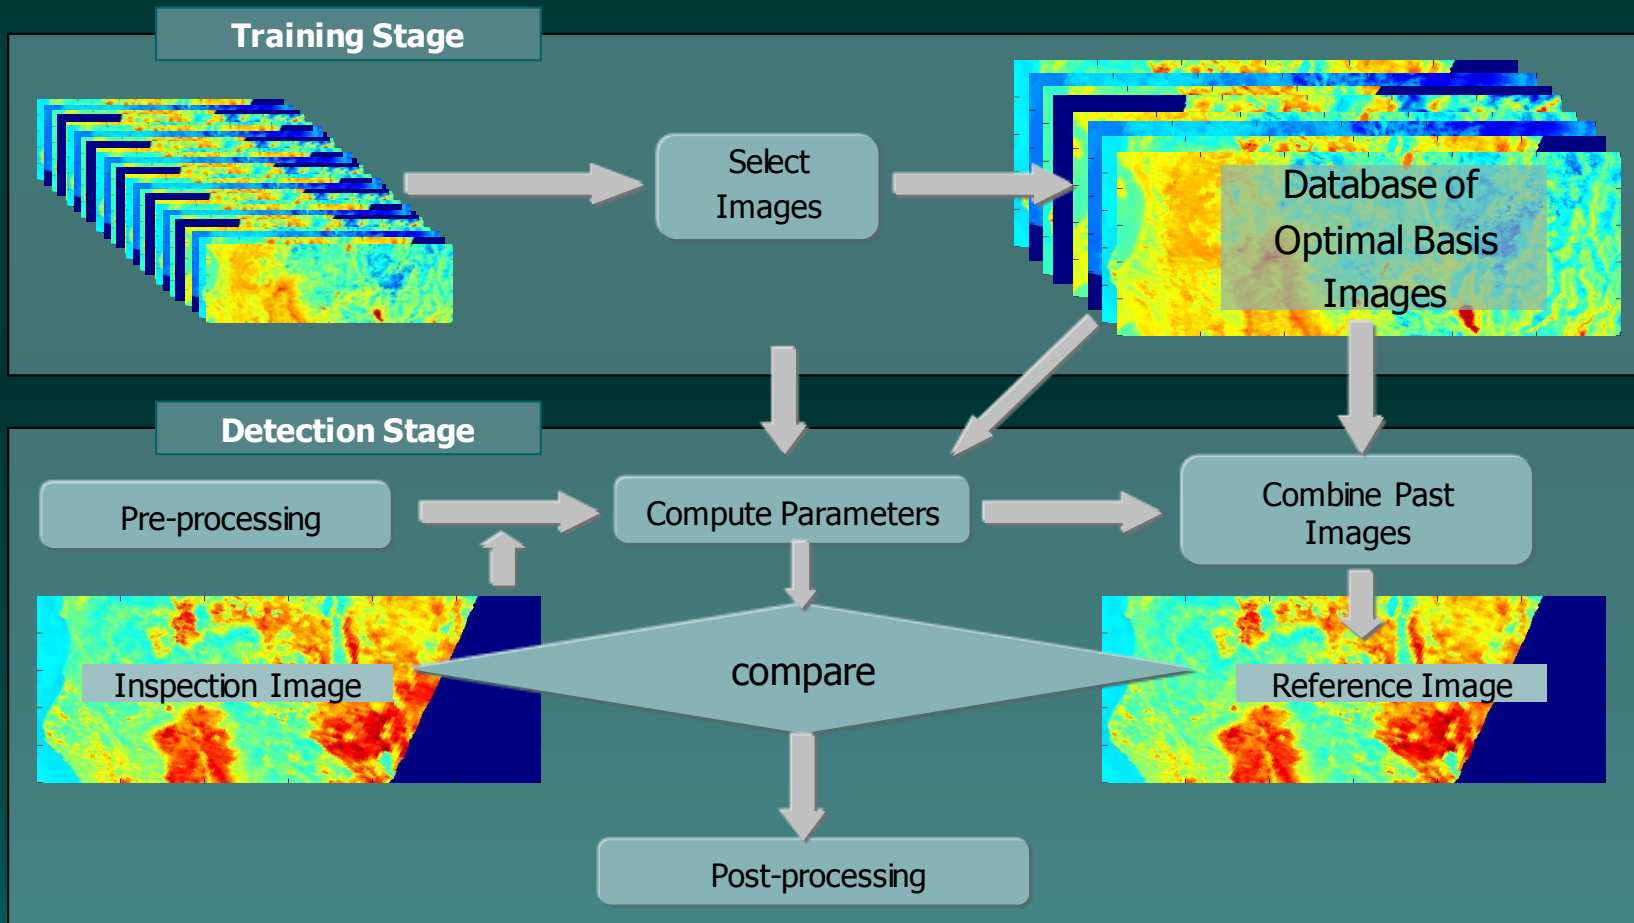 Training Stage
Select
Images
Database of
Optimal Basis
Images
Detection Stage
Pre-processing
Compute Parameters
Combine Past
Images
Inspection Image
compare
Reference Image
Post-processing